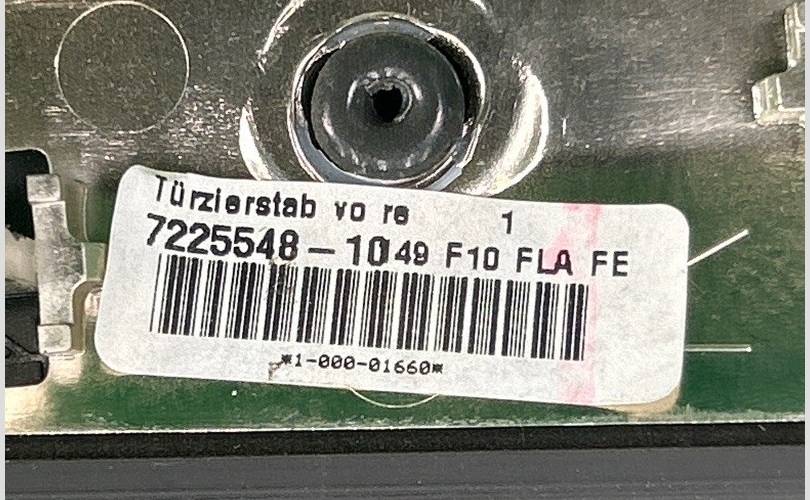 Türzierstab vo re 1
7225548-1049 F10 FLA FE
*1-000-01660*